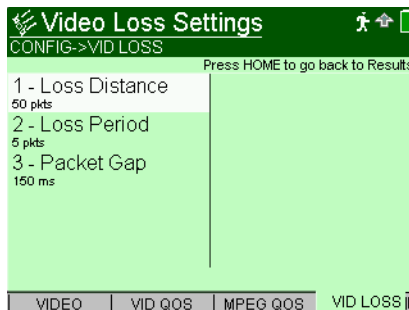 Video Loss Settings
CONFIG->VID LOSS
Press HOME to go back to Results
1 - Loss Distance
50 pkts
2 - Loss Period
5 pkts
3 - Packet Gap
150 ms
VIDEO | VID QOS | MPEG QOS VID LOSS